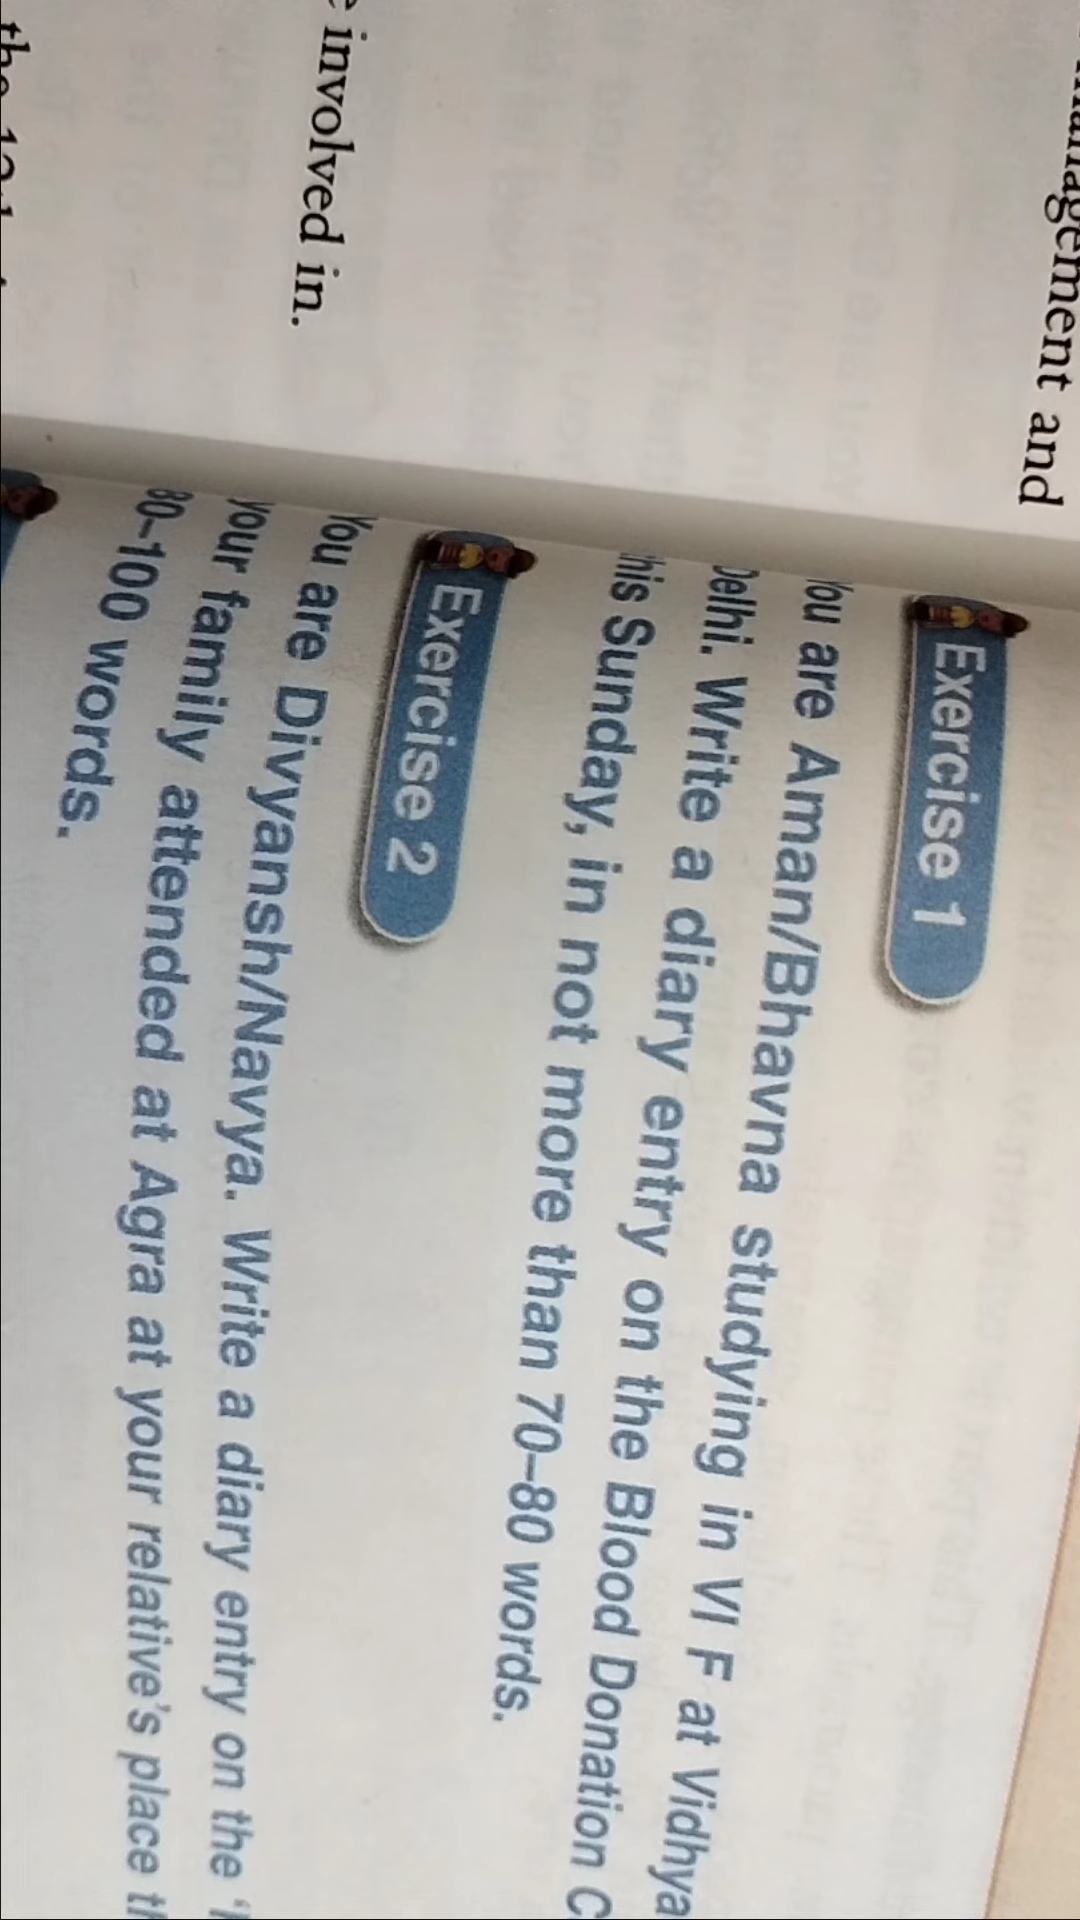 management and
involved in.
Exercise 1
You are Aman/Bhavna studying in VI F at Vidhya
Delhi. Write a diary entry on the Blood Donation C
this Sunday, in not more than 70–80 words.
Exercise 2
You are Divyansh/Navya. Write a diary entry on the
your family attended at Agra at your relative's place
80–100 words.